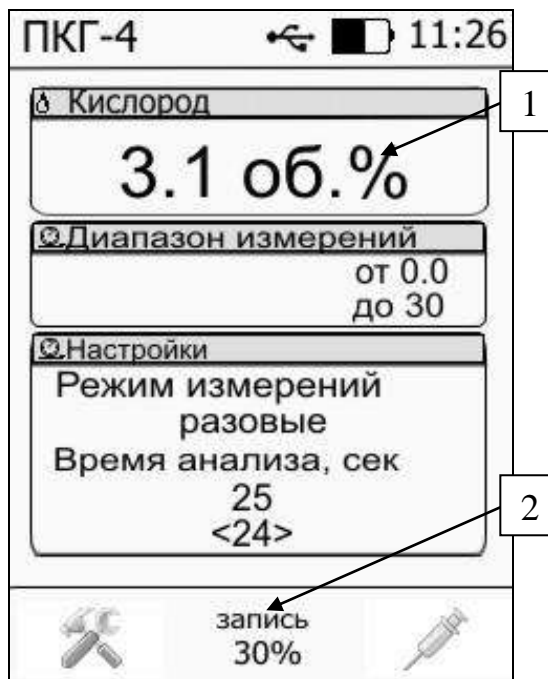 ПКГ-4 11:26
Кислород
1
3.1 об.%
Диапазон измерений
от 0.0
до 30
Настройки
Режим измерений
разовые
Время анализа, сек
25
<24>
2
запись
30%